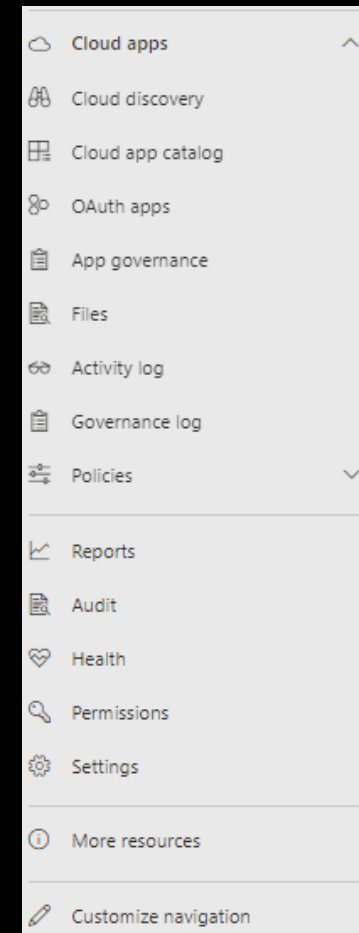 Cloud apps
Cloud discovery
Cloud app catalog
OAuth apps
App governance
Files
Activity log
Governance log
Policies
Reports
Audit
Health
Permissions
Settings
More resources
Customize navigation